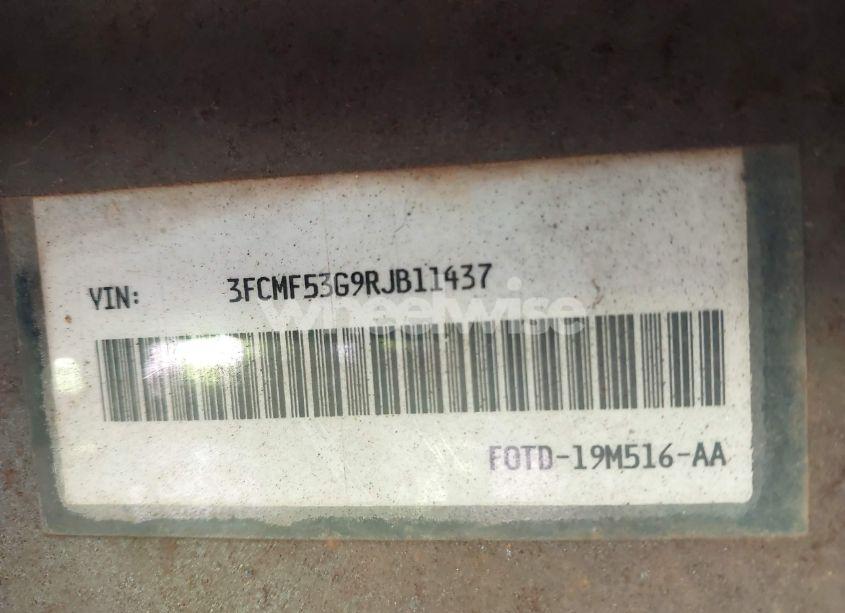 VIN: 3FCMF53G9RJB11437
wheelwise
F0TD-19M516-AA